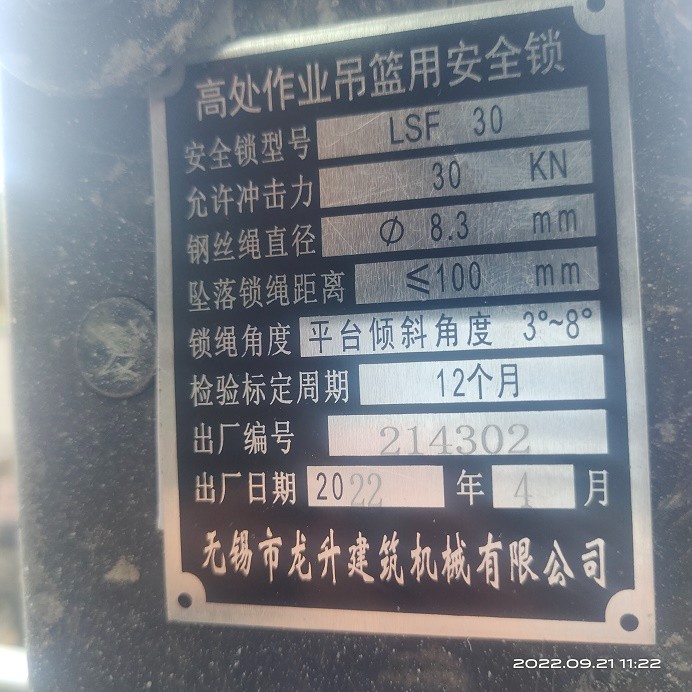 高处作业吊篮用安全锁
安全锁型号 LSF 30
允许冲击力 30 KN
钢丝绳直径 Ø 8.3 mm
坠落锁绳距离 ≤100 mm
锁绳角度 平台倾斜角度 3°~8°
检验标定周期 12个月
出厂编号 214302
出厂日期 2022 年 4 月
无锡市龙升建筑机械有限公司
2022.09.21 11:22